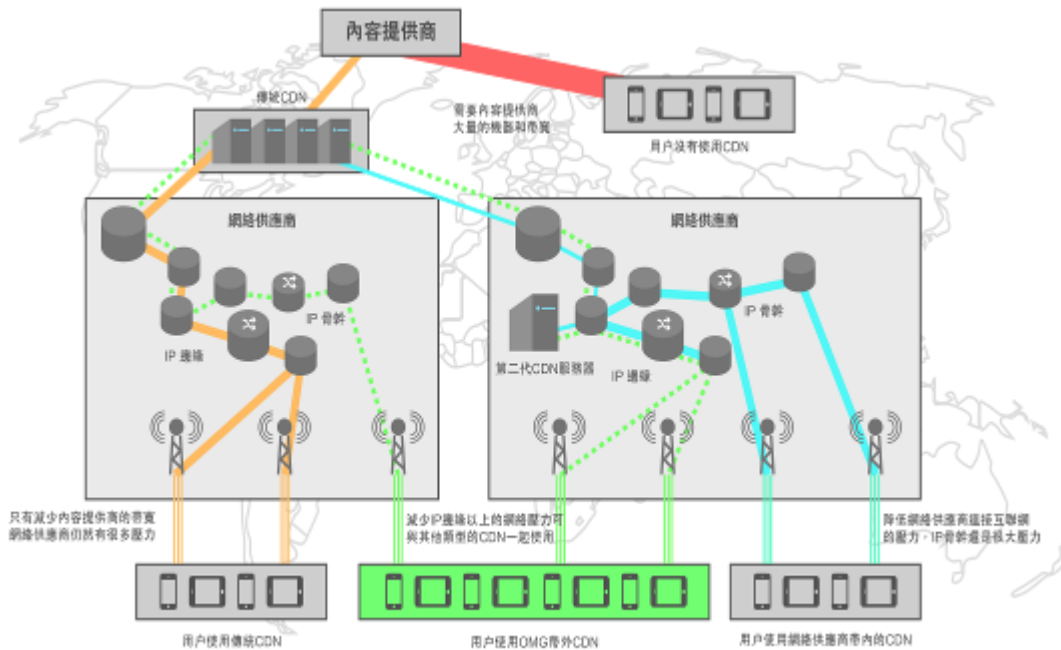 內容提供商
傳統CDN
需要內容提供商
大量的機器和帶寬
用戶沒有使用CDN
網絡供應商
網絡供應商
IP 骨幹
IP 邊緣
IP 骨幹
第二代CDN服務器
IP 邊緣
只有減少內容提供商的帶寬
網絡供應商仍然有很多壓力
減少IP邊緣以上的網絡壓力可
與其他類型的CDN一起使用
降低網絡供應商連接互聯網
的壓力，IP骨幹還是很大壓力
用戶使用傳統CDN
用戶使用OMG帶外CDN
用戶使用網絡供應商帶內的CDN